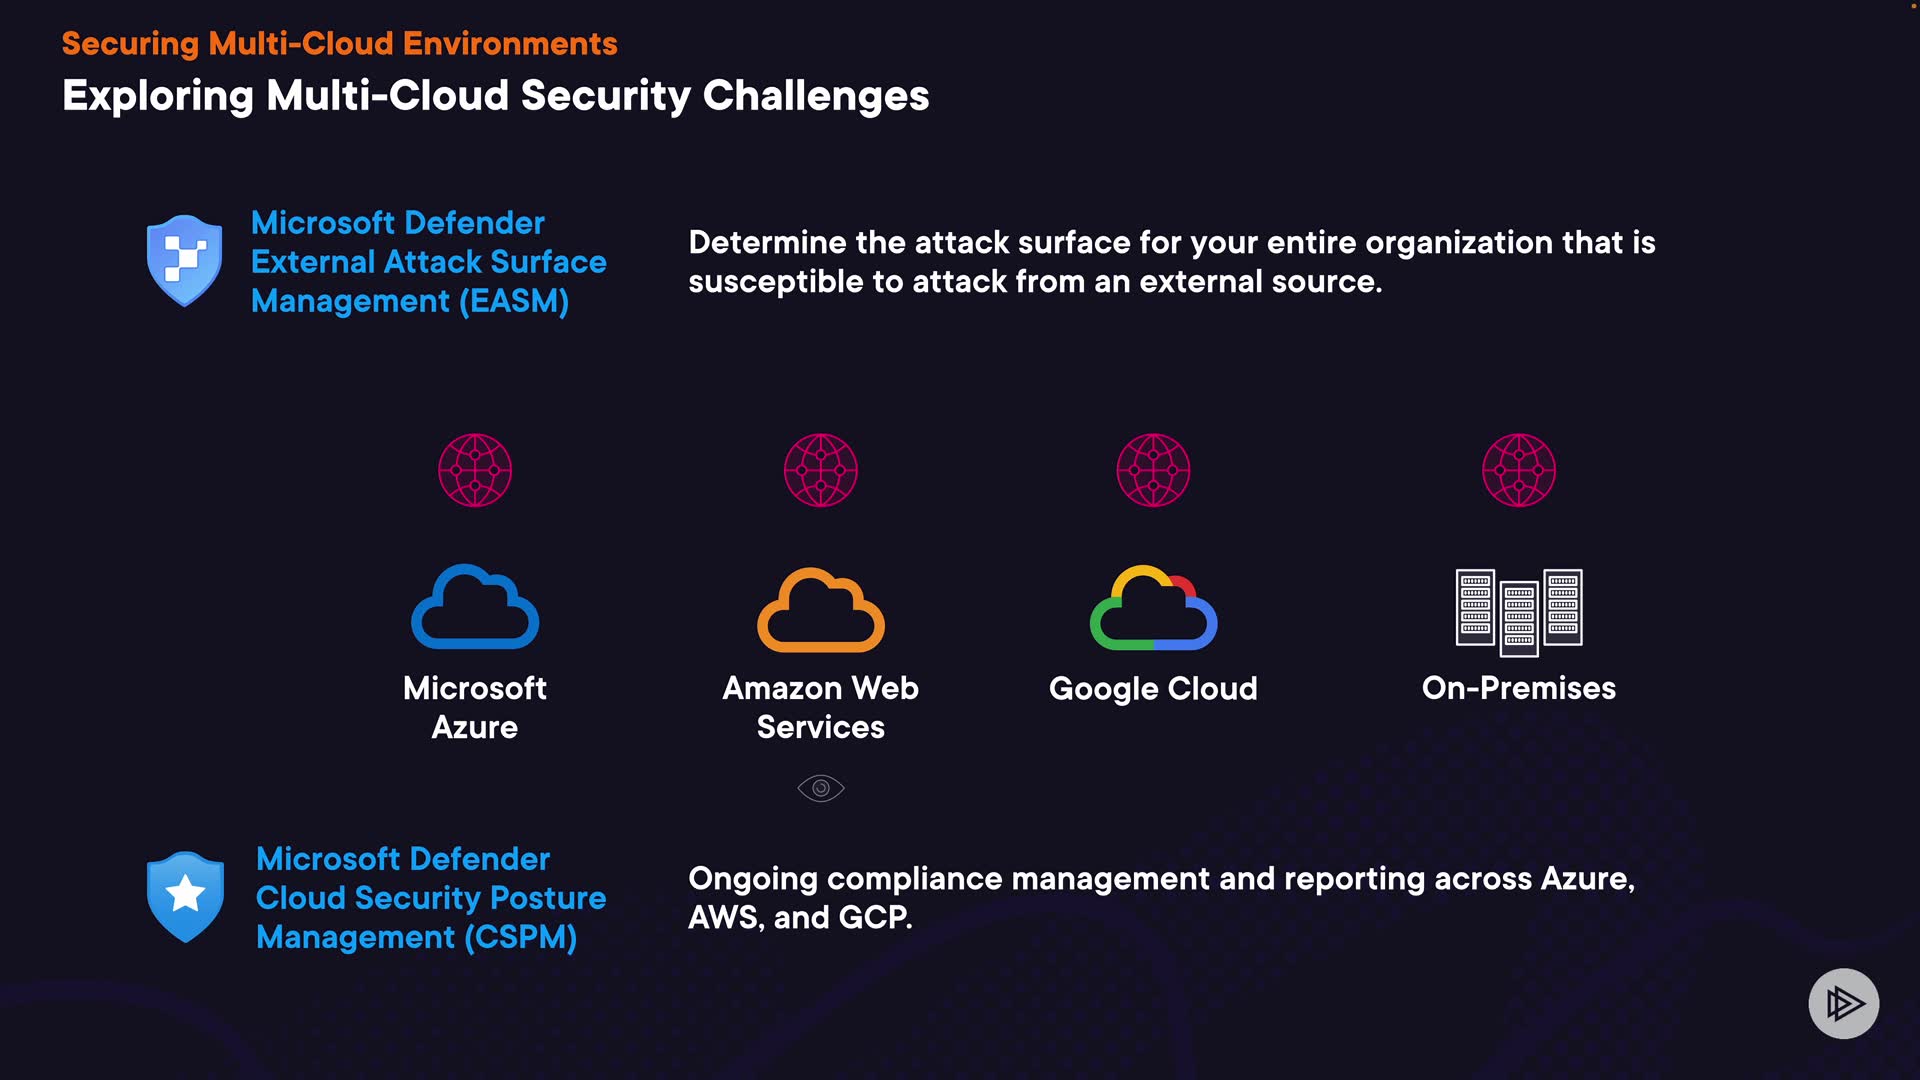 Securing Multi-Cloud Environments
Exploring Multi-Cloud Security Challenges
Microsoft Defender
External Attack Surface
Management (EASM)
Determine the attack surface for your entire organization that is
susceptible to attack from an external source.
Microsoft
Azure
Amazon Web
Services
Google Cloud
On-Premises
Microsoft Defender
Cloud Security Posture
Management (CSPM)
Ongoing compliance management and reporting across Azure,
AWS, and GCP.